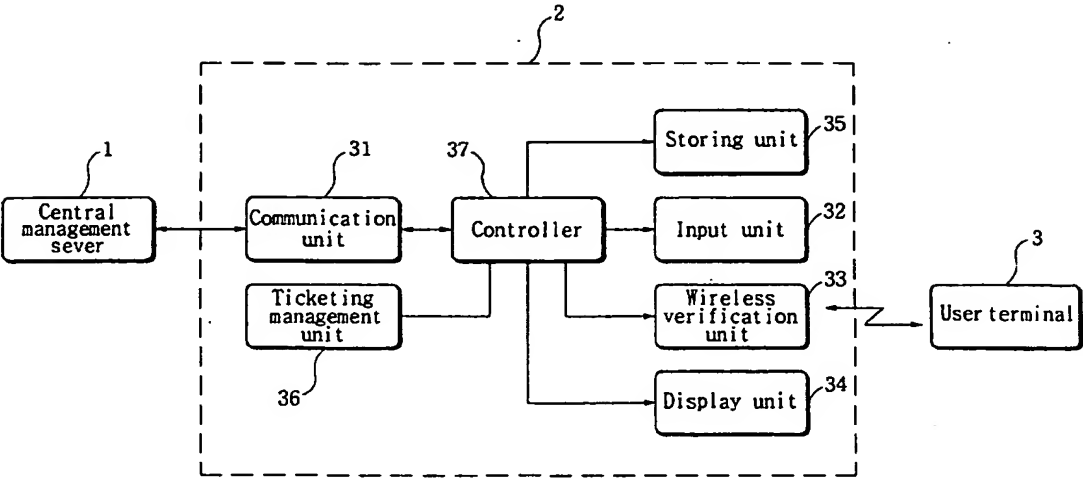 2
35
Storing unit
1
31
37
Central
management
sever
Communication
unit
Controller
32
Input unit
3
33
Ticketing
management
unit
Wireless
verification
unit
User terminal
36
34
Display unit